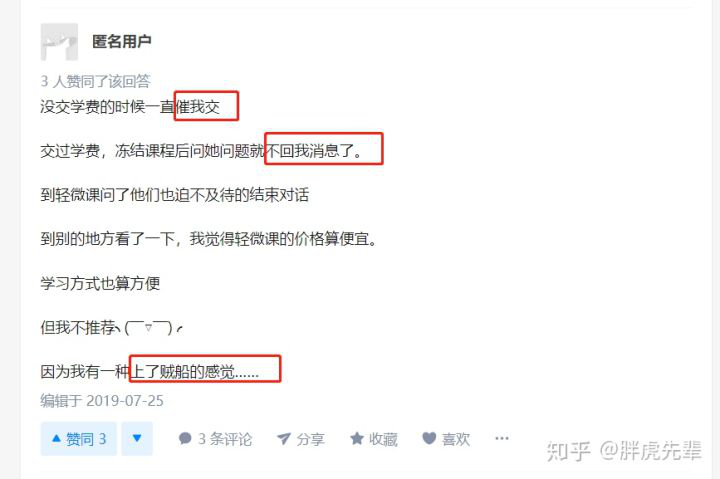 匿名用户
3 人赞同了该回答
没交学费的时候一直催我交
交过学费，冻结课程后问她问题就不回我消息了。
到轻微课问了他们也迫不及待的结束对话
到别的地方看了一下，我觉得轻微课的价格算便宜。
学习方式也算方便
但我不推荐╮(￣▽￣)╭
因为我有一种上了贼船的感觉......
编辑于 2019-07-25
赞同 3 3 条评论 分享 收藏 喜欢 ···
知乎 @胖虎先辈